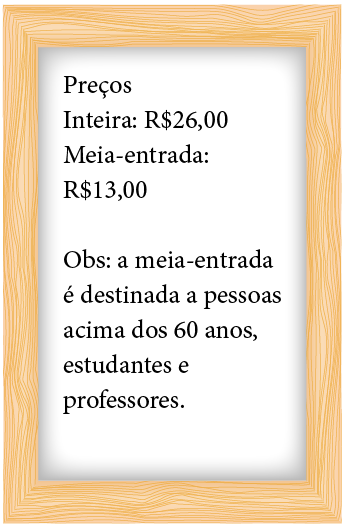 Preços
Inteira: R$26,00
Meia-entrada:
R$13,00
Obs: a meia-entrada
é destinada a pessoas
acima dos 60 anos,
estudantes e
professores.